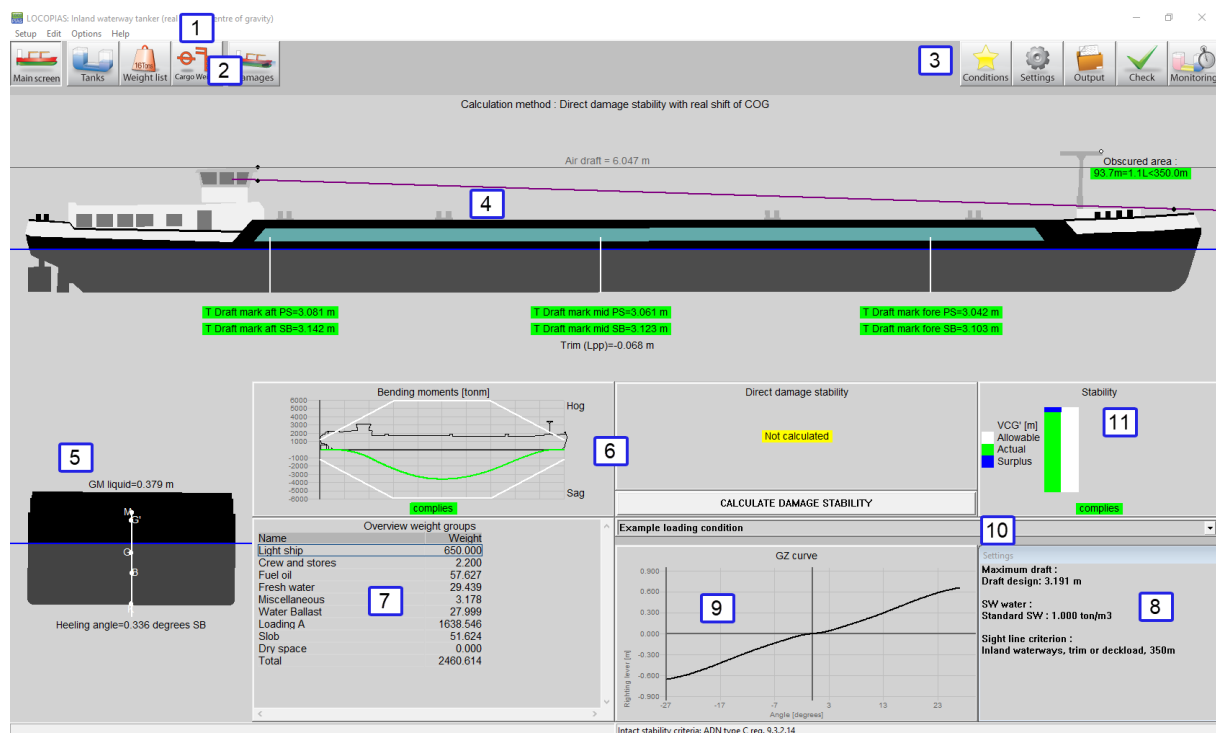 LOCOPIAS: Inland waterway tanker (real centre of gravity)
1
Setup Edit Options Help
Main screen Tanks Weight list Cargo We 2 amages 3 Conditions Settings Output Check Monitoring
16Tons
Calculation method : Direct damage stability with real shift of COG
Air draft = 6.047 m
Obscured area :
93.7m=1.1L<350.0m
4
T Draft mark aft PS=3.081 m T Draft mark mid PS=3.061 m T Draft mark fore PS=3.042 m
T Draft mark aft SB=3.142 m T Draft mark mid SB=3.123 m T Draft mark fore SB=3.103 m
Trim (Lpp)=-0.068 m
5
GM liquid=0.379 m
M
G'
G
B
Heeling angle=0.336 degrees SB
Bending moments [tonm]
6000
5000
4000
3000
2000
1000
-1000
-2000
-3000
-4000
-5000
-6000
Hog
6
Sag
complies
Direct damage stability
Not calculated
CALCULATE DAMAGE STABILITY
Stability
VCG' [m]
Allowable
Actual
Surplus
11
complies
Overview weight groups
Name Weight
Light ship 650.000
Crew and stores 2.200
Fuel oil 57.627
Fresh water 29.439
Miscellaneous 3.178
Water Ballast 27.999
Loading A 1638.546
Slob 51.624
Dry space 0.000
Total 2460.614
7
Example loading condition
10
GZ curve
0.900
0.600
0.300
0.000
-0.300
-0.600
-0.900
Righting lever [m]
-27 -17 -7 3 13 23
Angle [degrees]
9
Settings
Maximum draft :
Draft design: 3.191 m
SW water :
Standard SW : 1.000 ton/m3
Sight line criterion :
Inland waterways, trim or deckload, 350m
8
Intact stability criteria: ADN type C reg. 9.3.2.14